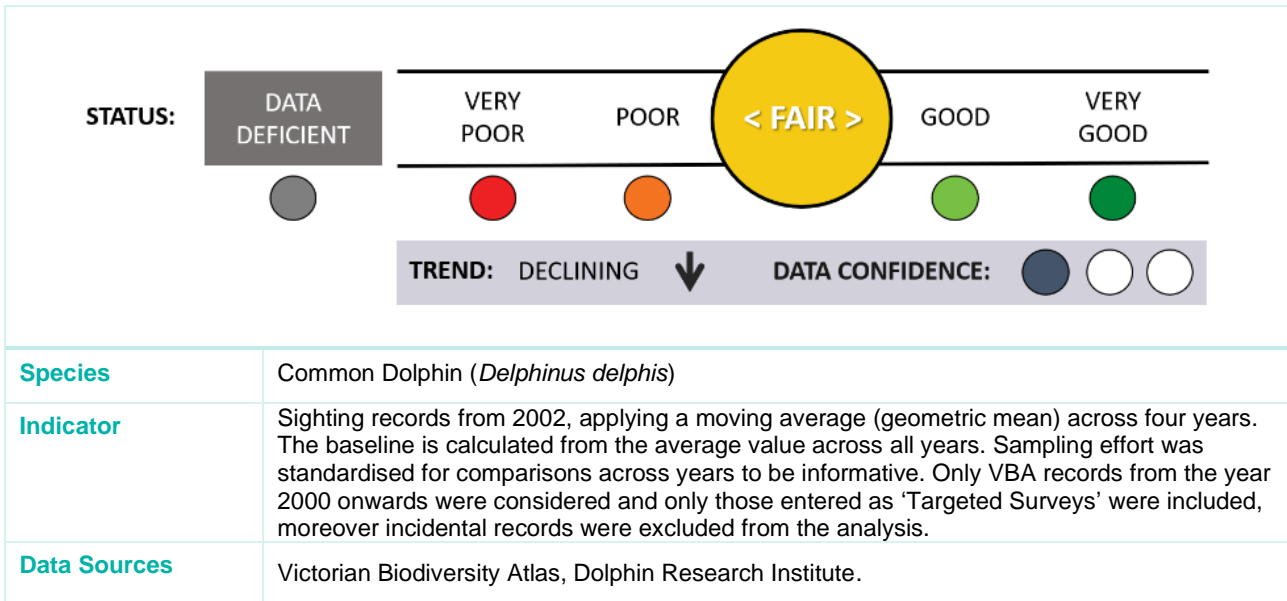 STATUS:
DATA DEFICIENT
VERY POOR
POOR
< FAIR >
GOOD
VERY GOOD
TREND: DECLINING
DATA CONFIDENCE:
Species
Common Dolphin (Delphinus delphis)
Indicator
Sighting records from 2002, applying a moving average (geometric mean) across four years.
The baseline is calculated from the average value across all years. Sampling effort was
standardised for comparisons across years to be informative. Only VBA records from the year
2000 onwards were considered and only those entered as ‘Targeted Surveys’ were included,
moreover incidental records were excluded from the analysis.
Data Sources
Victorian Biodiversity Atlas, Dolphin Research Institute.